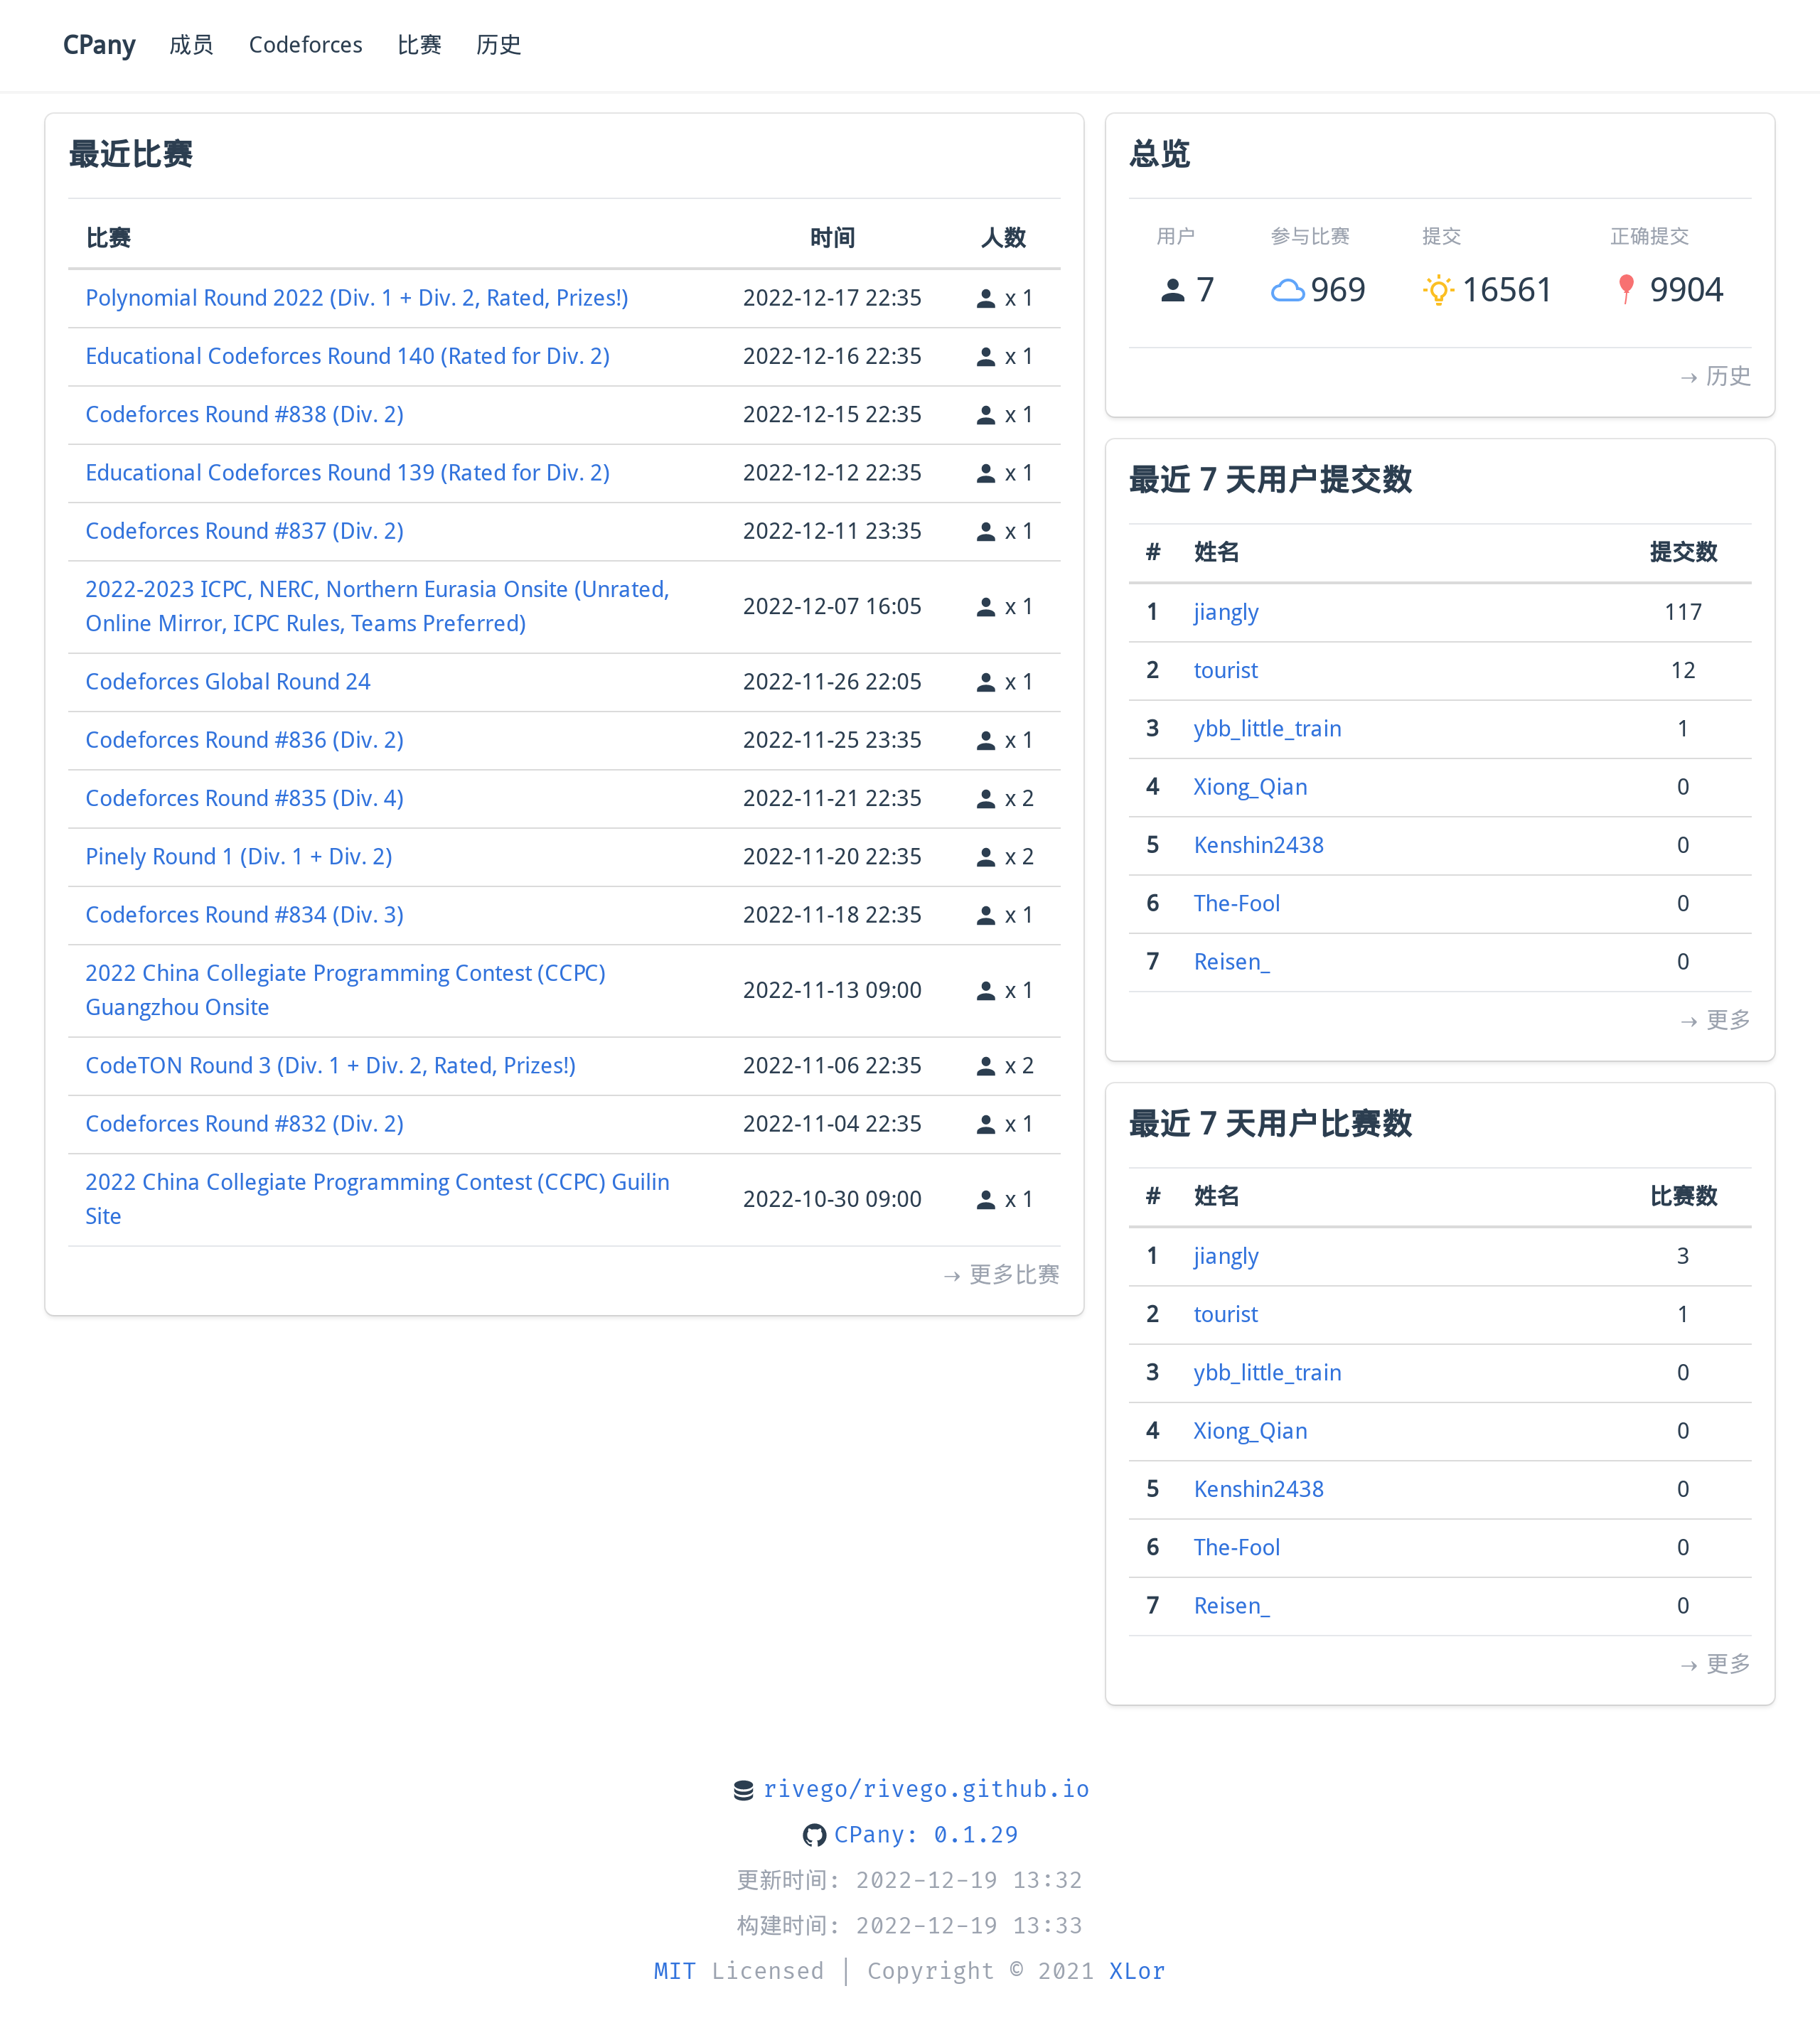 CPany 成员 Codeforces 比赛 历史
最近比赛
比赛 时间 人数
Polynomial Round 2022 (Div. 1 + Div. 2, Rated, Prizes!) 2022-12-17 22:35 x 1
Educational Codeforces Round 140 (Rated for Div. 2) 2022-12-16 22:35 x 1
Codeforces Round #838 (Div. 2) 2022-12-15 22:35 x 1
Educational Codeforces Round 139 (Rated for Div. 2) 2022-12-12 22:35 x 1
Codeforces Round #837 (Div. 2) 2022-12-11 23:35 x 1
2022-2023 ICPC, NERC, Northern Eurasia Onsite (Unrated,
Online Mirror, ICPC Rules, Teams Preferred) 2022-12-07 16:05 x 1
Codeforces Global Round 24 2022-11-26 22:05 x 1
Codeforces Round #836 (Div. 2) 2022-11-25 23:35 x 1
Codeforces Round #835 (Div. 4) 2022-11-21 22:35 x 2
Pinely Round 1 (Div. 1 + Div. 2) 2022-11-20 22:35 x 2
Codeforces Round #834 (Div. 3) 2022-11-18 22:35 x 1
2022 China Collegiate Programming Contest (CCPC)
Guangzhou Onsite 2022-11-13 09:00 x 1
CodeTON Round 3 (Div. 1 + Div. 2, Rated, Prizes!) 2022-11-06 22:35 x 2
Codeforces Round #832 (Div. 2) 2022-11-04 22:35 x 1
2022 China Collegiate Programming Contest (CCPC) Guilin
Site 2022-10-30 09:00 x 1
→ 更多比赛
总览
用户 参与比赛 提交 正确提交
7 969 16561 9904
→ 历史
最近 7 天用户提交数
# 姓名 提交数
1 jiangly 117
2 tourist 12
3 ybb_little_train 1
4 Xiong_Qian 0
5 Kenshin2438 0
6 The-Fool 0
7 Reisen_ 0
→ 更多
最近 7 天用户比赛数
# 姓名 比赛数
1 jiangly 3
2 tourist 1
3 ybb_little_train 0
4 Xiong_Qian 0
5 Kenshin2438 0
6 The-Fool 0
7 Reisen_ 0
→ 更多
rivego/rivego.github.io
CPany: 0.1.29
更新时间: 2022-12-19 13:32
构建时间: 2022-12-19 13:33
MIT Licensed | Copyright © 2021 XLor